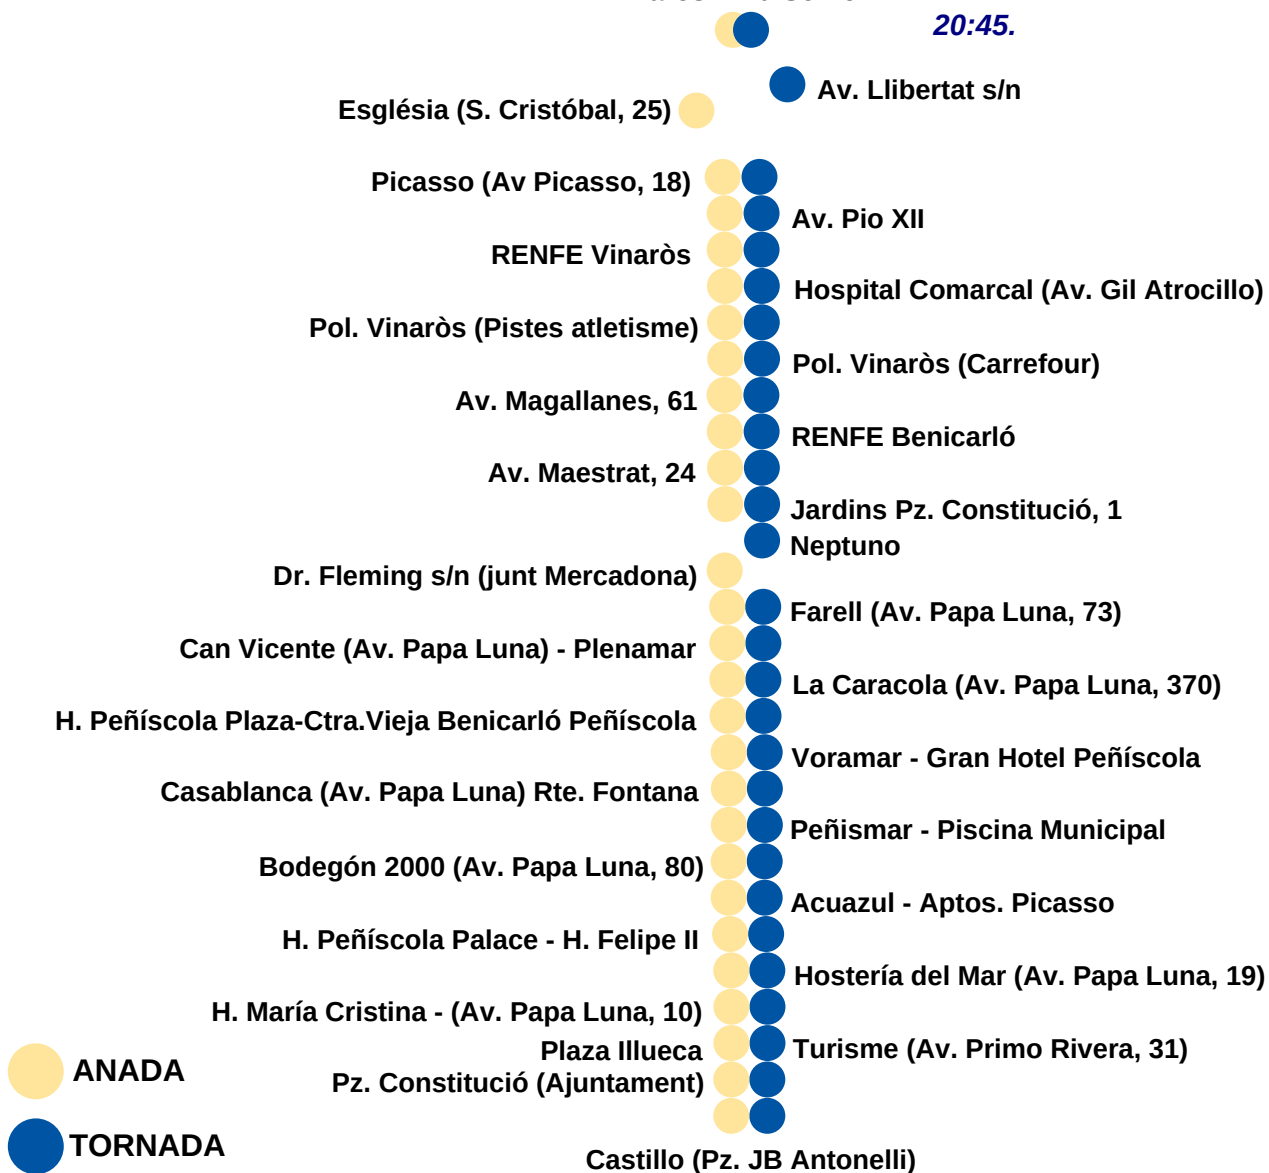 20:45.
Av. Llibertat s/n
Església (S. Cristóbal, 25)
Picasso (Av Picasso, 18)
Av. Pio XII
RENFE Vinaròs
Hospital Comarcal (Av. Gil Atrocillo)
Pol. Vinaròs (Pistes atletisme)
Pol. Vinaròs (Carrefour)
Av. Magallanes, 61
RENFE Benicarló
Av. Maestrat, 24
Jardins Pz. Constitució, 1
Neptuno
Dr. Fleming s/n (junt Mercadona)
Farell (Av. Papa Luna, 73)
Can Vicente (Av. Papa Luna) - Plenamar
La Caracola (Av. Papa Luna, 370)
H. Peñíscola Plaza-Ctra.Vieja Benicarló Peñíscola
Voramar - Gran Hotel Peñíscola
Casablanca (Av. Papa Luna) Rte. Fontana
Peñismar - Piscina Municipal
Bodegón 2000 (Av. Papa Luna, 80)
Acuazul - Aptos. Picasso
H. Peñíscola Palace - H. Felipe II
Hostería del Mar (Av. Papa Luna, 19)
H. María Cristina - (Av. Papa Luna, 10)
Plaza Illueca
Turisme (Av. Primo Rivera, 31)
Pz. Constitució (Ajuntament)
Castillo (Pz. JB Antonelli)
ANADA
TORNADA